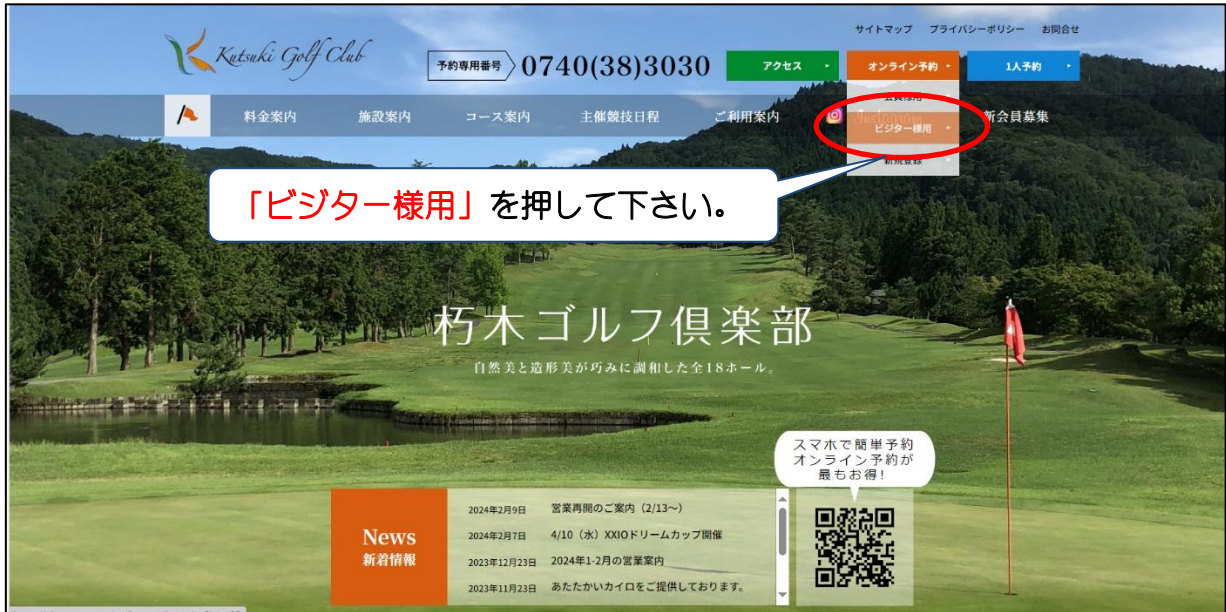 サイトマップ プライバシーポリシー お問合せ
Kutsuki Golf Club
予約専用番号 0740(38)3030
アクセス
オンライン予約
1人予約
料金案内 施設案内 コース案内 主催競技日程 ご利用案内 Instagram 新会員募集
会員様用
ビジター様用
新規登録
「ビジター様用」を押して下さい。
朽木ゴルフ倶楽部
自然美と造形美が巧みに調和した全18ホール。
スマホで簡単予約
オンライン予約が
最もお得!
News
新着情報
2024年2月9日 営業再開のご案内(2/13~)
2024年2月7日 4/10(水)XXIOドリームカップ開催
2023年12月23日 2024年1-2月の営業案内
2023年11月23日 あたたかいカイロをご提供しております。